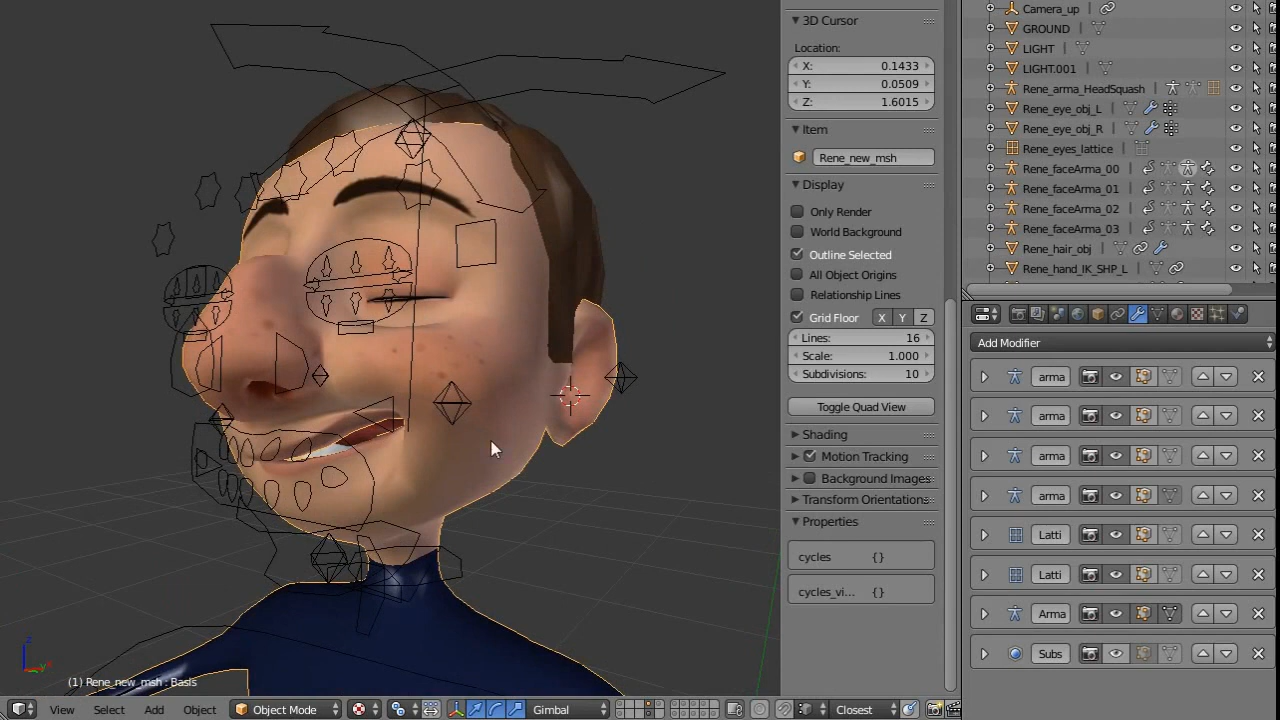 3D Cursor
Location:
X: 0.1433
Y: 0.0509
Z: 1.6015
Item
Rene_new_msh
Display
Only Render
World Background
Outline Selected
All Object Origins
Relationship Lines
Grid Floor X Y Z
Lines: 16
Scale: 1.000
Subdivisions: 10
Toggle Quad View
Shading
Motion Tracking
Background Images
Transform Orientations
Properties
cycles {}
cycles_vi... {}
Camera_up
GROUND
LIGHT
LIGHT.001
Rene_arma_HeadSquash
Rene_eye_obj_L
Rene_eye_obj_R
Rene_eyes_lattice
Rene_faceArma_00
Rene_faceArma_01
Rene_faceArma_02
Rene_faceArma_03
Rene_hair_obj
Rene_hand_IK_SHP_L
Add Modifier
arma
arma
arma
arma
Latti
Latti
Arma
Subs
z
y
(1) Rene_new_msh : Basis
View Select Add Object Object Mode Gimbal Closest